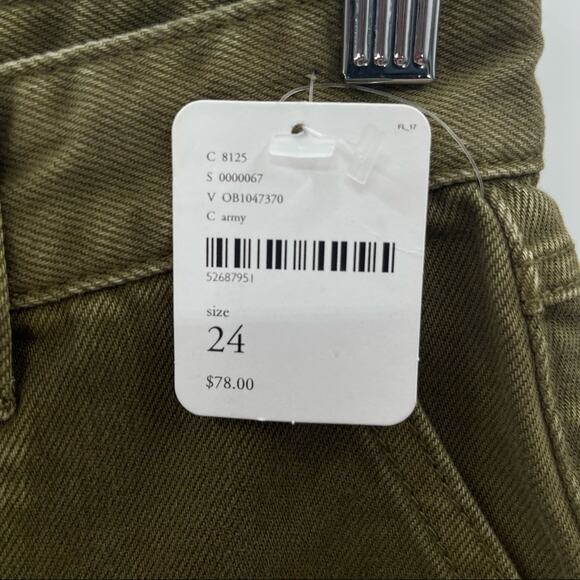 FL_17
C 8125
S 0000067
V OB1047370
C army
52687951
size
24
$78.00